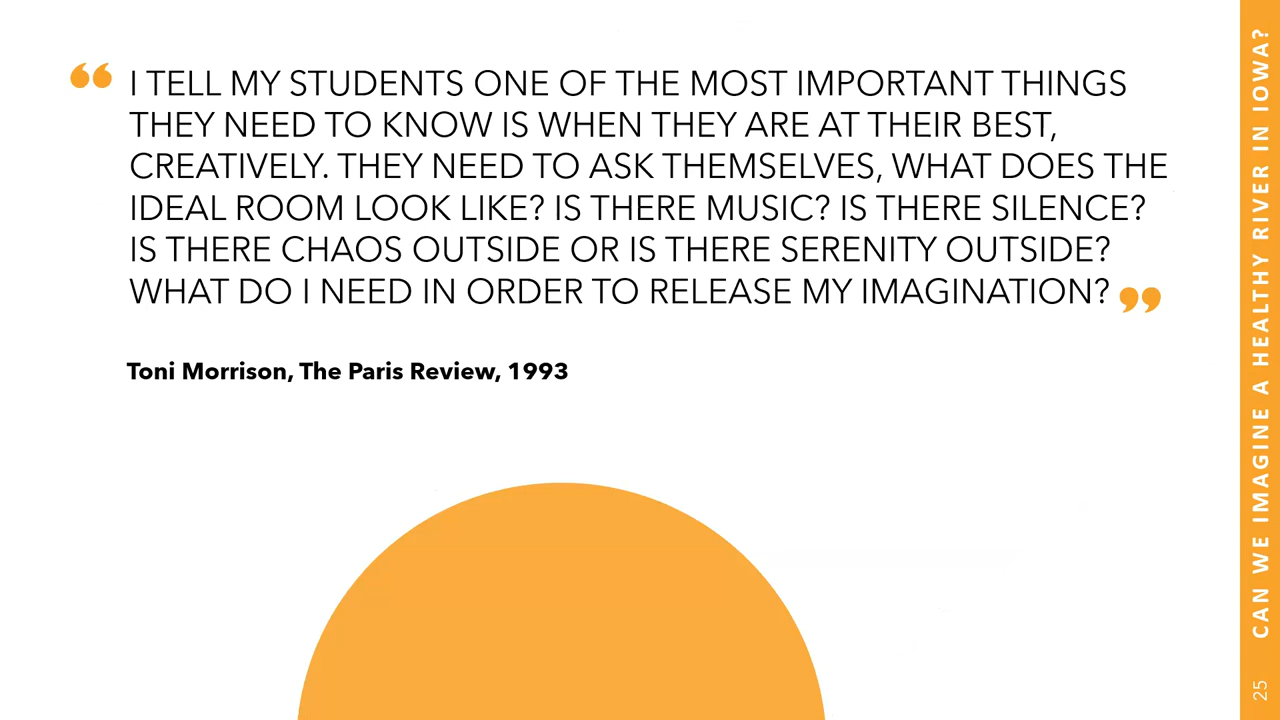 “ I TELL MY STUDENTS ONE OF THE MOST IMPORTANT THINGS
THEY NEED TO KNOW IS WHEN THEY ARE AT THEIR BEST,
CREATIVELY. THEY NEED TO ASK THEMSELVES, WHAT DOES THE
IDEAL ROOM LOOK LIKE? IS THERE MUSIC? IS THERE SILENCE?
IS THERE CHAOS OUTSIDE OR IS THERE SERENITY OUTSIDE?
WHAT DO I NEED IN ORDER TO RELEASE MY IMAGINATION? ”
Toni Morrison, The Paris Review, 1993
25 CAN WE IMAGINE A HEALTHY RIVER IN IOWA?